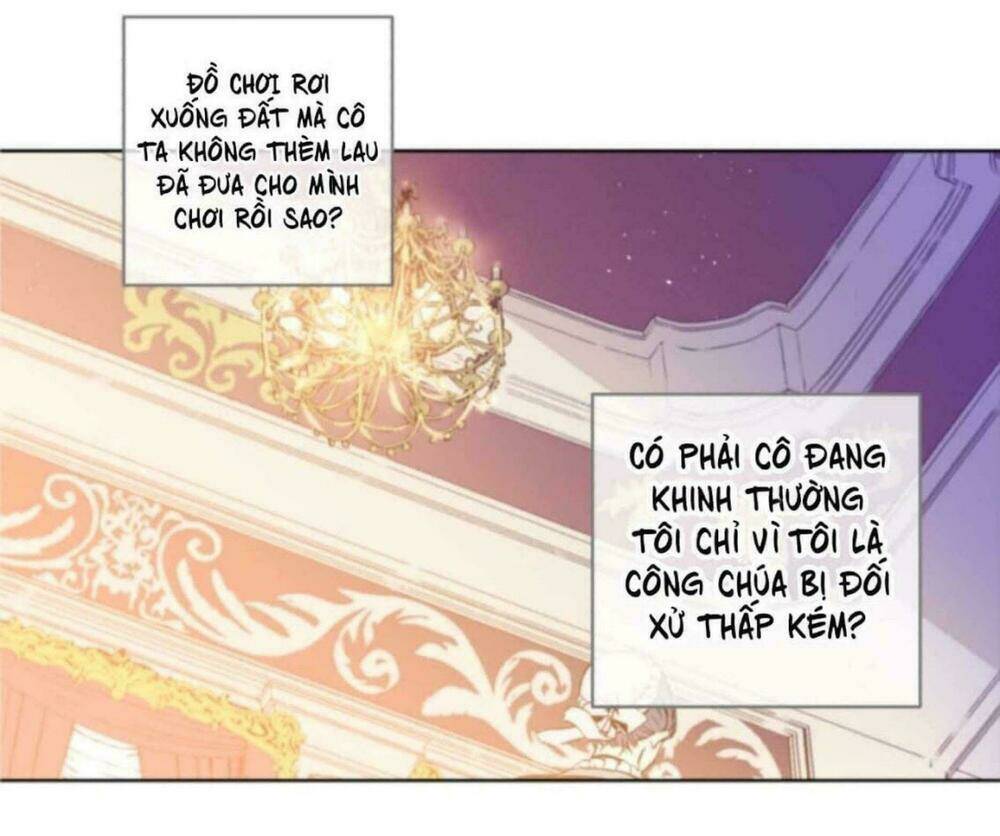 ĐỒ CHƠI RƠI
XUỐNG ĐẤT MÀ CÔ
TA KHÔNG THÈM LAU
ĐÃ ĐƯA CHO MÌNH
CHƠI RỒI SAO?
CÓ PHẢI CÔ ĐANG
KHINH THƯỜNG
TÔI CHỈ VÌ TÔI LÀ
CÔNG CHÚA BỊ ĐỐI
XỬ THẤP KÉM?